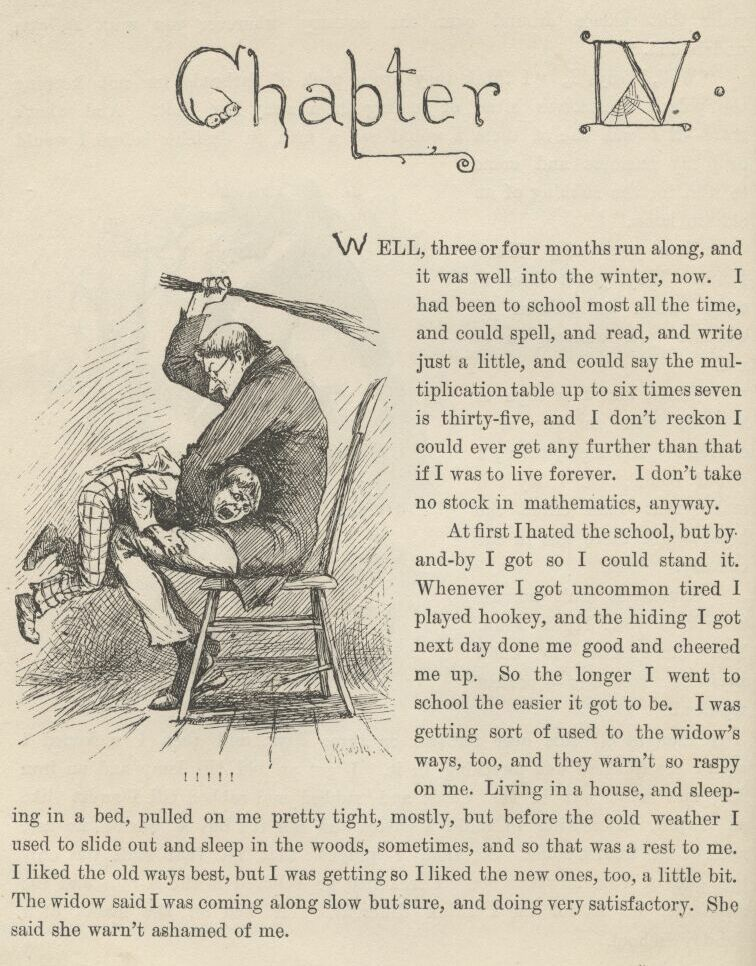 Chapter IV.
WELL, three or four months run along, and
it was well into the winter, now. I
had been to school most all the time,
and could spell, and read, and write
just a little, and could say the mul-
tiplication table up to six times seven
is thirty-five, and I don't reckon I
could ever get any further than that
if I was to live forever. I don't take
no stock in mathematics, anyway.
At first I hated the school, but by-
and-by I got so I could stand it.
Whenever I got uncommon tired I
played hookey, and the hiding I got
next day done me good and cheered
me up. So the longer I went to
school the easier it got to be. I was
getting sort of used to the widow's
ways, too, and they warn't so raspy
on me. Living in a house, and sleep-
! ! ! ! !
ing in a bed, pulled on me pretty tight, mostly, but before the cold weather I
used to slide out and sleep in the woods, sometimes, and so that was a rest to me.
I liked the old ways best, but I was getting so I liked the new ones, too, a little bit.
The widow said I was coming along slow but sure, and doing very satisfactory. She
said she warn't ashamed of me.